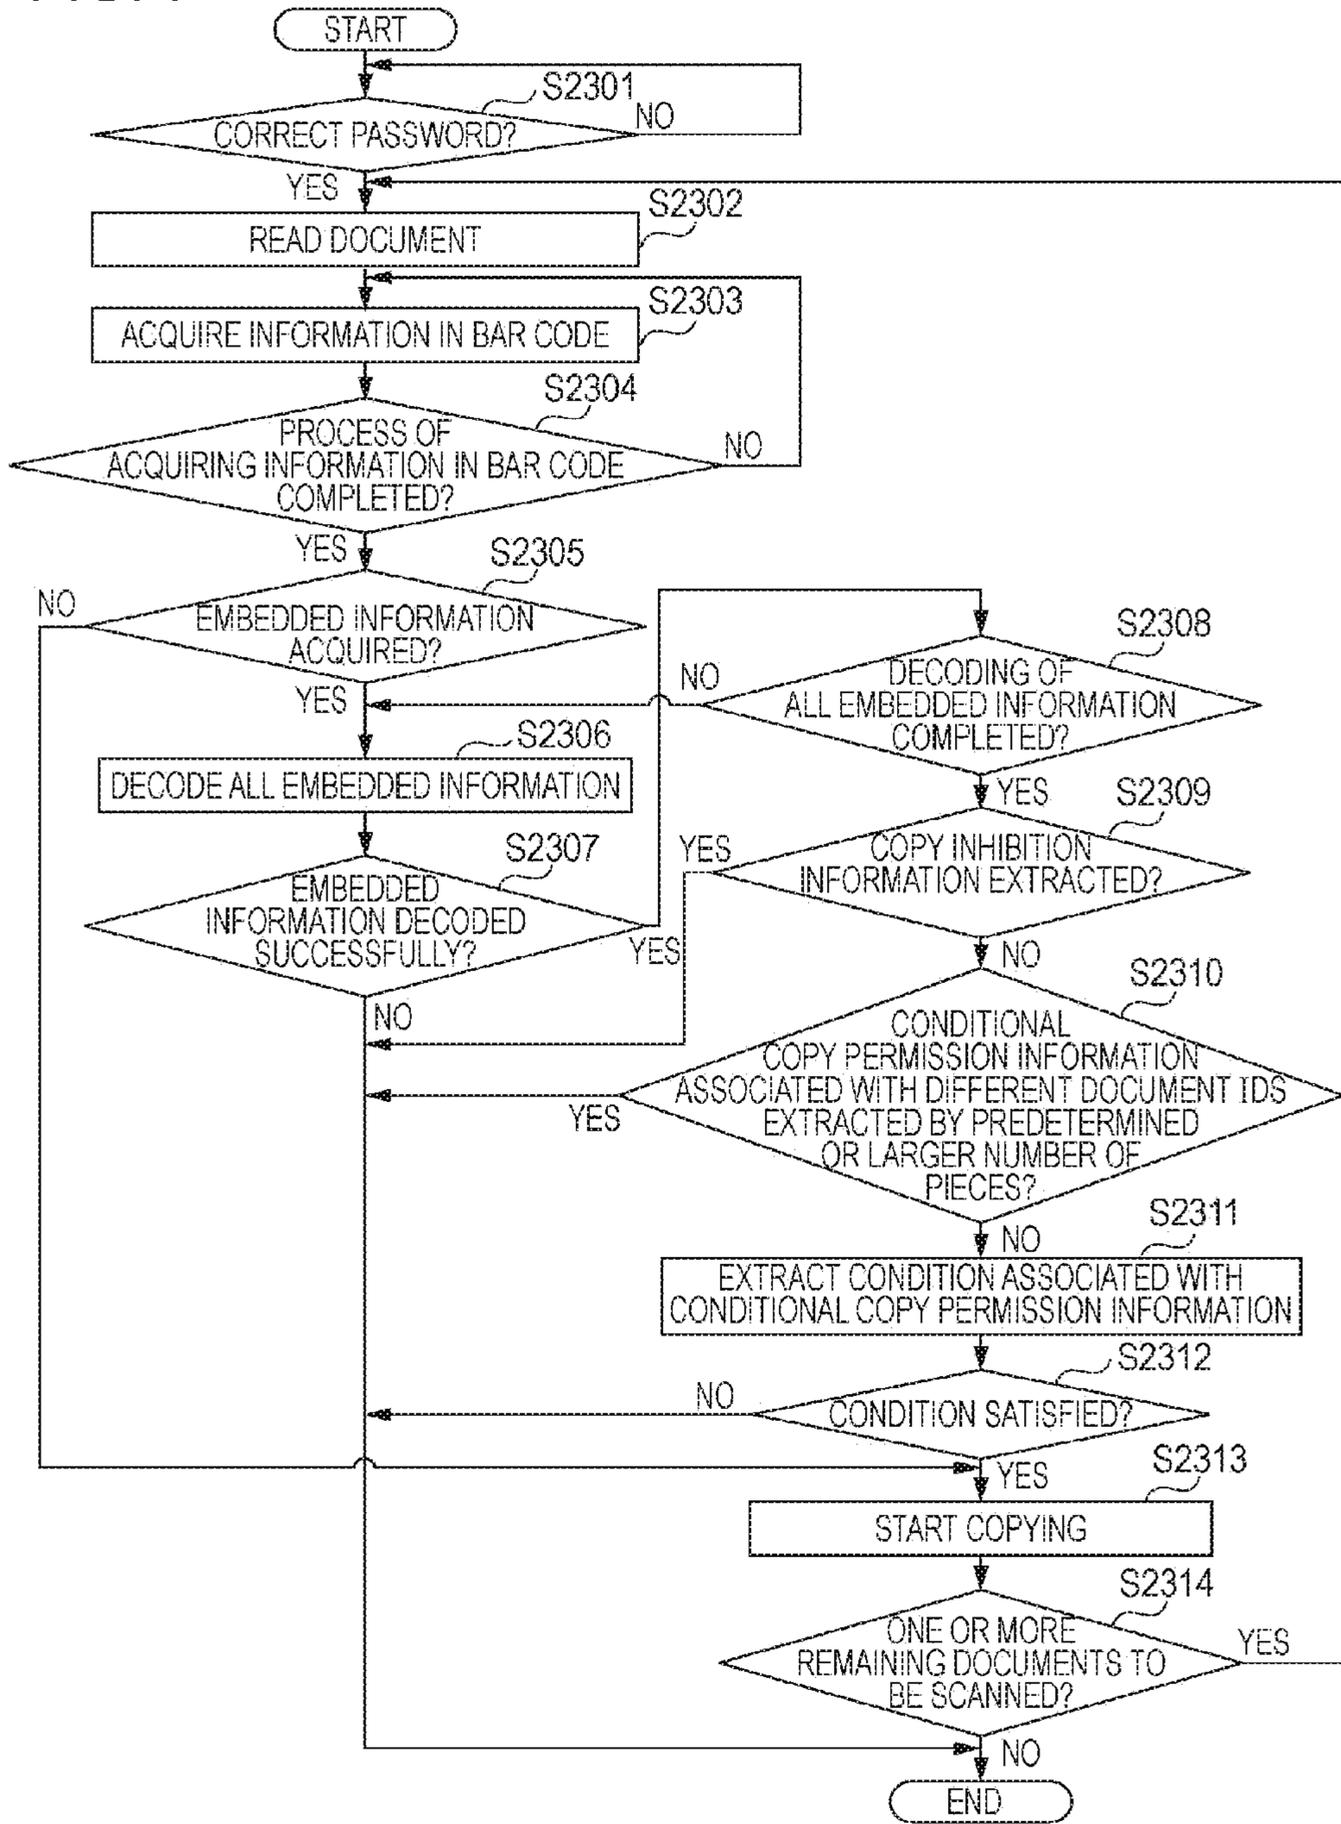 START
S2301
NO
CORRECT PASSWORD?
YES
S2302
READ DOCUMENT
S2303
ACQUIRE INFORMATION IN BAR CODE
S2304
PROCESS OF
ACQUIRING INFORMATION IN BAR CODE
COMPLETED?
NO
YES
S2305
NO
EMBEDDED INFORMATION
ACQUIRED?
YES
S2306
DECODE ALL EMBEDDED INFORMATION
S2307
EMBEDDED
INFORMATION DECODED
SUCCESSFULLY?
YES
NO
S2308
NO
DECODING OF
ALL EMBEDDED INFORMATION
COMPLETED?
YES
S2309
YES
COPY INHIBITION
INFORMATION EXTRACTED?
NO
S2310
CONDITIONAL
COPY PERMISSION INFORMATION
ASSOCIATED WITH DIFFERENT DOCUMENT IDS
EXTRACTED BY PREDETERMINED
OR LARGER NUMBER OF
PIECES?
YES
NO
S2311
EXTRACT CONDITION ASSOCIATED WITH
CONDITIONAL COPY PERMISSION INFORMATION
S2312
NO
CONDITION SATISFIED?
YES
S2313
START COPYING
S2314
ONE OR MORE
REMAINING DOCUMENTS TO
BE SCANNED?
YES
NO
END